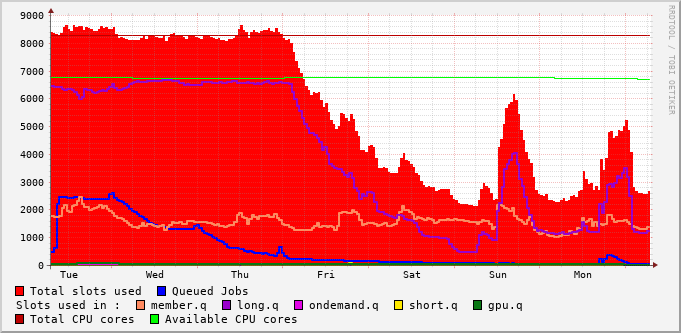 9000
8000
7000
6000
5000
4000
3000
2000
1000
0
Tue Wed Thu Fri Sat Sun Mon
RRDTOOL / TOBI OETIKER
Total slots used Queued Jobs
Slots used in : member.q long.q ondemand.q short.q gpu.q
Total CPU cores Available CPU cores